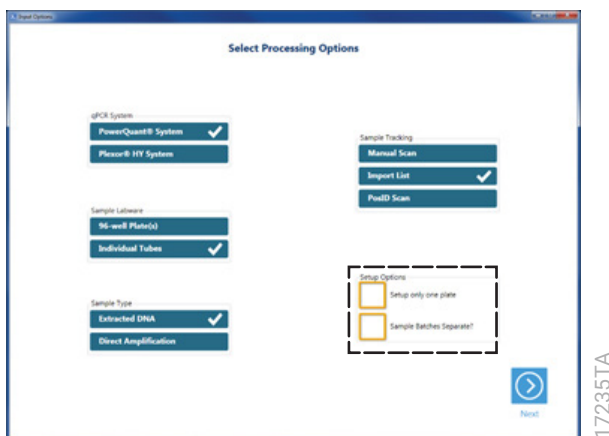 Input Options
Select Processing Options
qPCR System
PowerQuant® System
Plexor® HY System
Sample Labware
96-well Plate(s)
Individual Tubes
Sample Type
Extracted DNA
Direct Amplification
Sample Tracking
Manual Scan
Import List
PosID Scan
Setup Options
Setup only one plate
Sample Batches Separate?
Next
17235TA